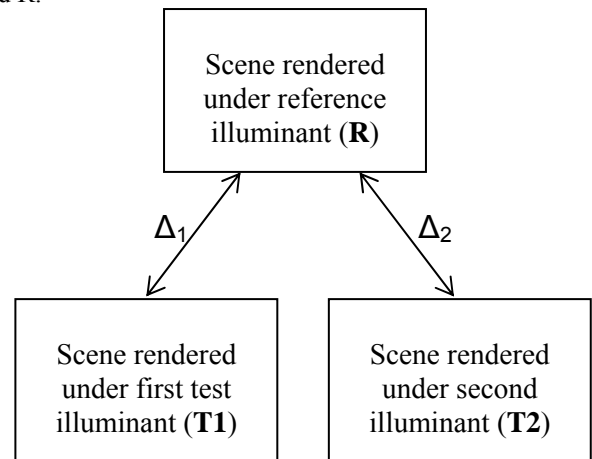 d R.
Scene rendered
under reference
illuminant (R)
Δ1
Δ2
Scene rendered
under first test
illuminant (T1)
Scene rendered
under second
illuminant (T2)